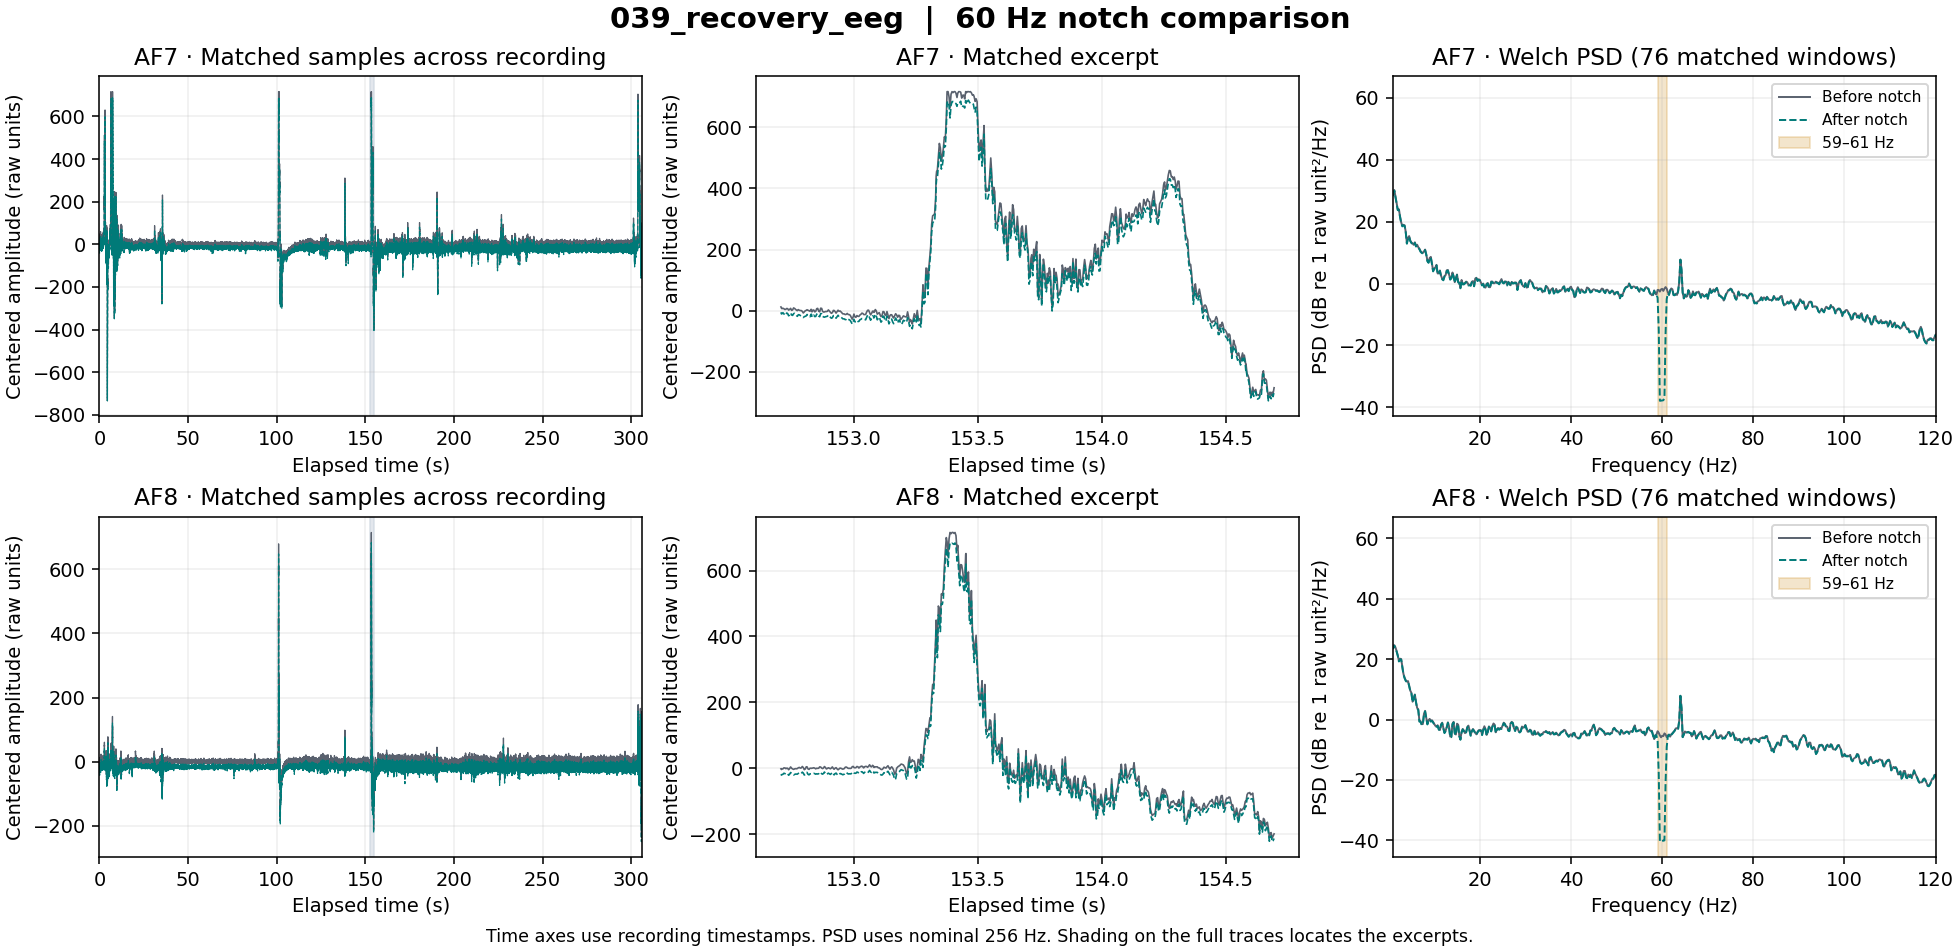 039_recovery_eeg  |  60 Hz notch comparison
AF7 · Matched samples across recording
AF7 · Matched excerpt
AF7 · Welch PSD (76 matched windows)
Centered amplitude (raw units)
600
400
200
0
−200
−400
−600
−800
0 50 100 150 200 250 300
Elapsed time (s)
Centered amplitude (raw units)
600
400
200
0
−200
153.0 153.5 154.0 154.5
Elapsed time (s)
PSD (dB re 1 raw unit²/Hz)
60
40
20
0
−20
−40
20 40 60 80 100 120
Frequency (Hz)
Before notch
After notch
59–61 Hz
AF8 · Matched samples across recording
AF8 · Matched excerpt
AF8 · Welch PSD (76 matched windows)
Centered amplitude (raw units)
600
400
200
0
−200
0 50 100 150 200 250 300
Elapsed time (s)
Centered amplitude (raw units)
600
400
200
0
−200
153.0 153.5 154.0 154.5
Elapsed time (s)
PSD (dB re 1 raw unit²/Hz)
60
40
20
0
−20
−40
20 40 60 80 100 120
Frequency (Hz)
Before notch
After notch
59–61 Hz
Time axes use recording timestamps. PSD uses nominal 256 Hz. Shading on the full traces locates the excerpts.